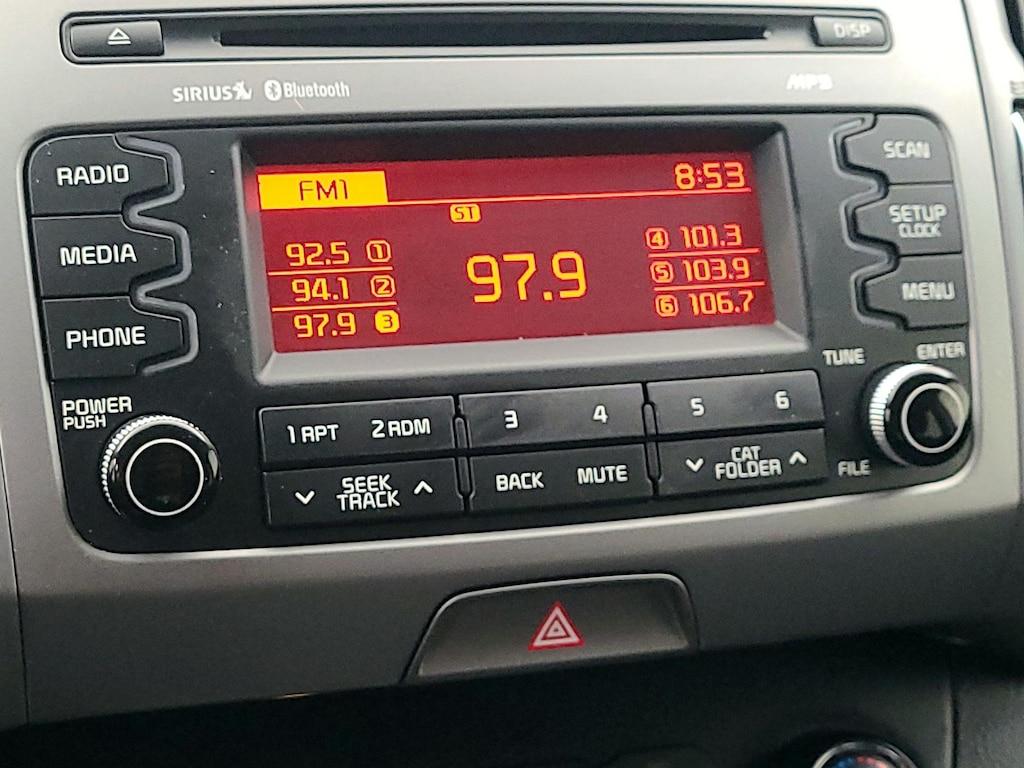 DISP
SIRIUS Bluetooth
MP3
RADIO
MEDIA
PHONE
FM1
8:53
ST
92.5 1
94.1 2
97.9 3
97.9
4 101.3
5 103.9
6 106.7
SCAN
SETUP
CLOCK
MENU
TUNE
ENTER
FILE
POWER
PUSH
1 RPT 2 RDM
3 4
5 6
SEEK
TRACK
BACK MUTE
CAT
FOLDER